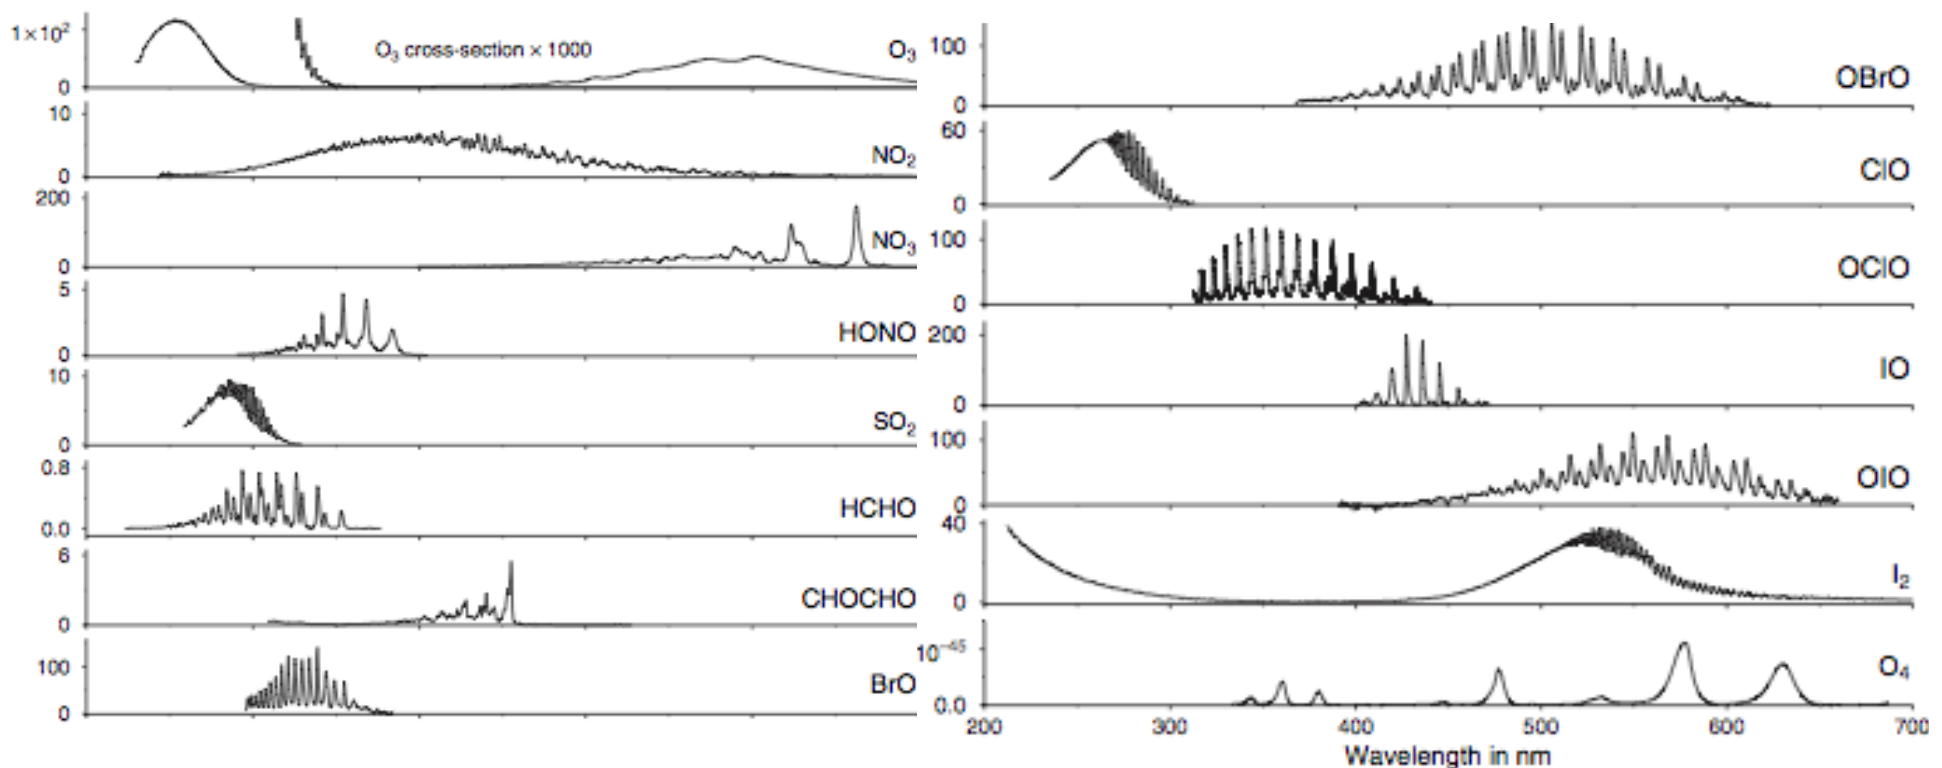 1×10²
0
O₃ cross-section × 1000
O₃
10
0
NO₂
200
0
NO₃
5
0
HONO
10
0
SO₂
0.8
0.0
HCHO
6
0
CHOCHO
100
0
BrO
100
0
OBrO
60
0
ClO
100
0
OClO
200
0
IO
100
0
OIO
40
0
I₂
10⁻⁴⁵
0.0
O₄
200 300 400 500 600 700
Wavelength in nm